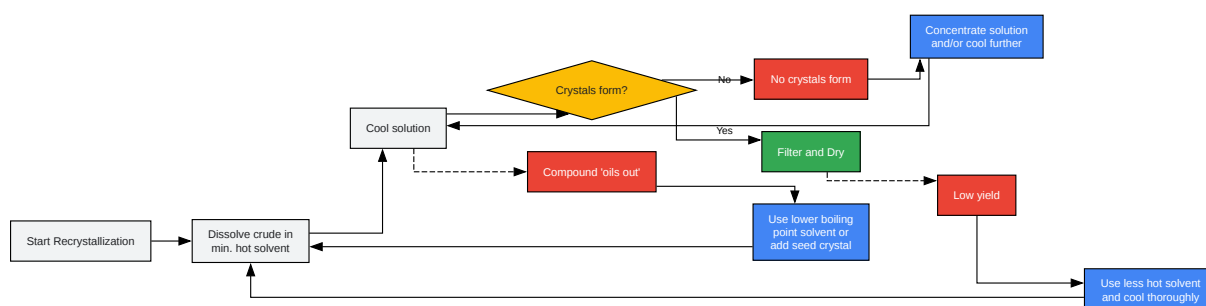 Concentrate solution
and/or cool further
No
No crystals form
Crystals form?
Cool solution
Yes
Filter and Dry
Compound 'oils out'
Low yield
Use lower boiling
point solvent or
add seed crystal
Start Recrystallization
Dissolve crude in
min. hot solvent
Use less hot solvent
and cool thoroughly